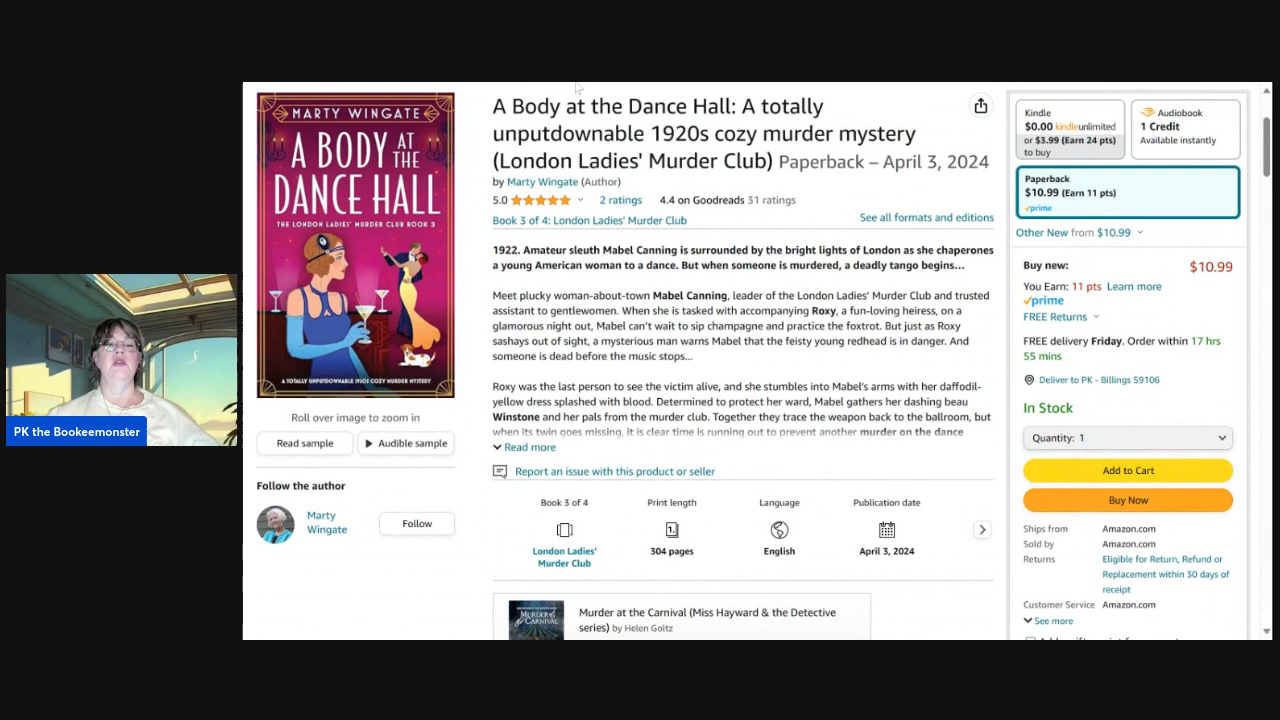 MARTY WINGATE
A BODY AT THE
DANCE HALL
THE LONDON LADIES' MURDER CLUB BOOK 3
A TOTALLY UNPUTDOWNABLE 1920S COZY MURDER MYSTERY
Roll over image to zoom in
Read sample
Audible sample
Follow the author
Marty
Wingate
Follow
PK the Bookeemonster
A Body at the Dance Hall: A totally
unputdownable 1920s cozy murder mystery
(London Ladies' Murder Club) Paperback – April 3, 2024
by Marty Wingate (Author)
5.0 2 ratings 4.4 on Goodreads 31 ratings
Book 3 of 4: London Ladies' Murder Club
See all formats and editions
1922. Amateur sleuth Mabel Canning is surrounded by the bright lights of London as she chaperones
a young American woman to a dance. But when someone is murdered, a deadly tango begins...
Meet plucky woman-about-town Mabel Canning, leader of the London Ladies' Murder Club and trusted
assistant to gentlewomen. When she is tasked with accompanying Roxy, a fun-loving heiress, on a
glamorous night out, Mabel can't wait to sip champagne and practice the foxtrot. But just as Roxy
sashays out of sight, a mysterious man warns Mabel that the feisty young redhead is in danger. And
someone is dead before the music stops...
Roxy was the last person to see the victim alive, and she stumbles into Mabel's arms with her daffodil-
yellow dress splashed with blood. Determined to protect her ward, Mabel gathers her dashing beau
Winstone and her pals from the murder club. Together they trace the weapon back to the ballroom, but
when its twin goes missing, it is clear time is running out to prevent another murder on the dance
Read more
Report an issue with this product or seller
Book 3 of 4
London Ladies'
Murder Club
Print length
304 pages
Language
English
Publication date
April 3, 2024
MURDER
CARNIVAL
Murder at the Carnival (Miss Hayward & the Detective
series) by Helen Goltz
Kindle
$0.00 kindleunlimited
or $3.99 (Earn 24 pts)
to buy
Audiobook
1 Credit
Available instantly
Paperback
$10.99 (Earn 11 pts)
prime
Other New from $10.99
Buy new: $10.99
You Earn: 11 pts Learn more
prime
FREE Returns
FREE delivery Friday. Order within 17 hrs
55 mins
Deliver to PK - Billings 59106
In Stock
Quantity: 1
Add to Cart
Buy Now
Ships from Amazon.com
Sold by Amazon.com
Returns Eligible for Return, Refund or
Replacement within 30 days of
receipt
Customer Service Amazon.com
See more